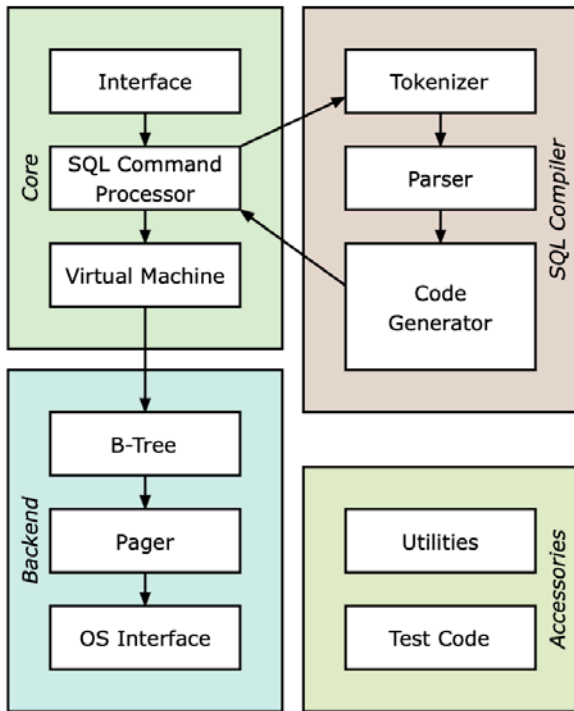 Core
Interface
SQL Command
Processor
Virtual Machine
SQL Compiler
Tokenizer
Parser
Code
Generator
Backend
B-Tree
Pager
OS Interface
Accessories
Utilities
Test Code